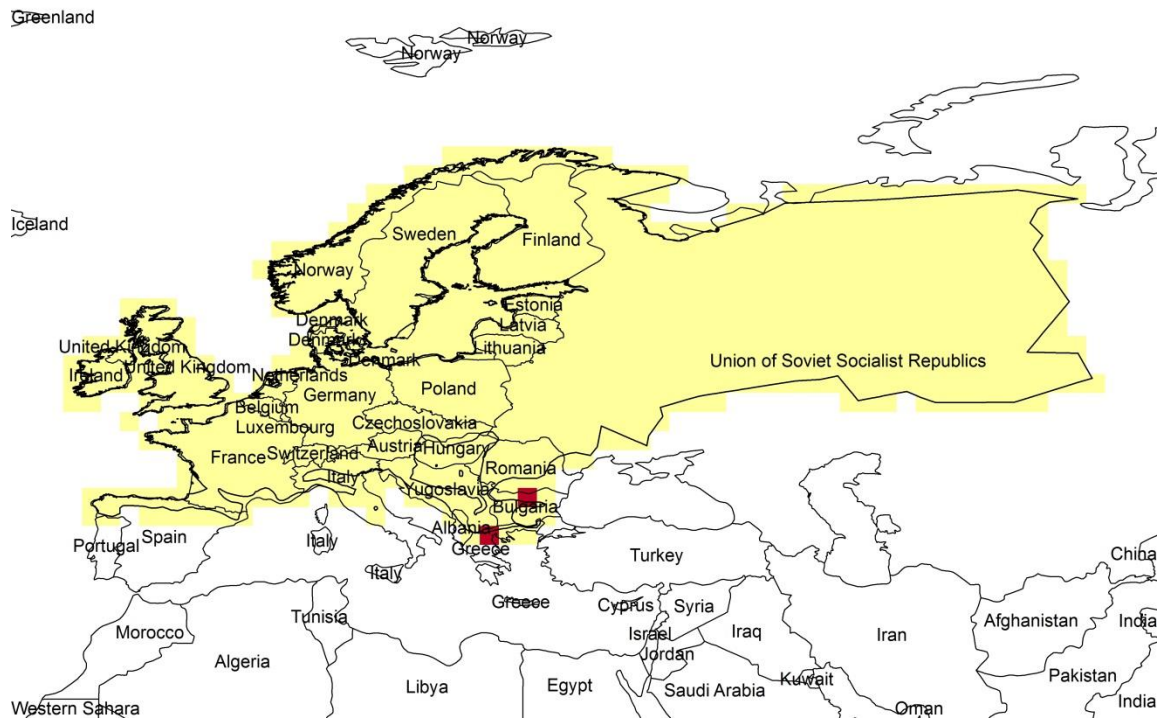 Greenland
Norway
Norway
Iceland
Sweden
Finland
Norway
Estonia
Denmark
Latvia
Denmark
Lithuania
United Kingdom
Denmark
Union of Soviet Socialist Republics
United Kingdom
Ireland
Netherlands
Poland
Germany
Belgium
Czechoslovakia
Luxembourg
Austria
Hungary
France
Switzerland
Romania
Italy
Yugoslavia
Bulgaria
Albania
Portugal
Spain
Italy
Greece
Turkey
China
Italy
Greece
Cyprus
Syria
Tunisia
Afghanistan
India
Morocco
Israel
Iraq
Iran
Jordan
Algeria
Libya
Egypt
Kuwait
Pakistan
Saudi Arabia
Western Sahara
Oman
India